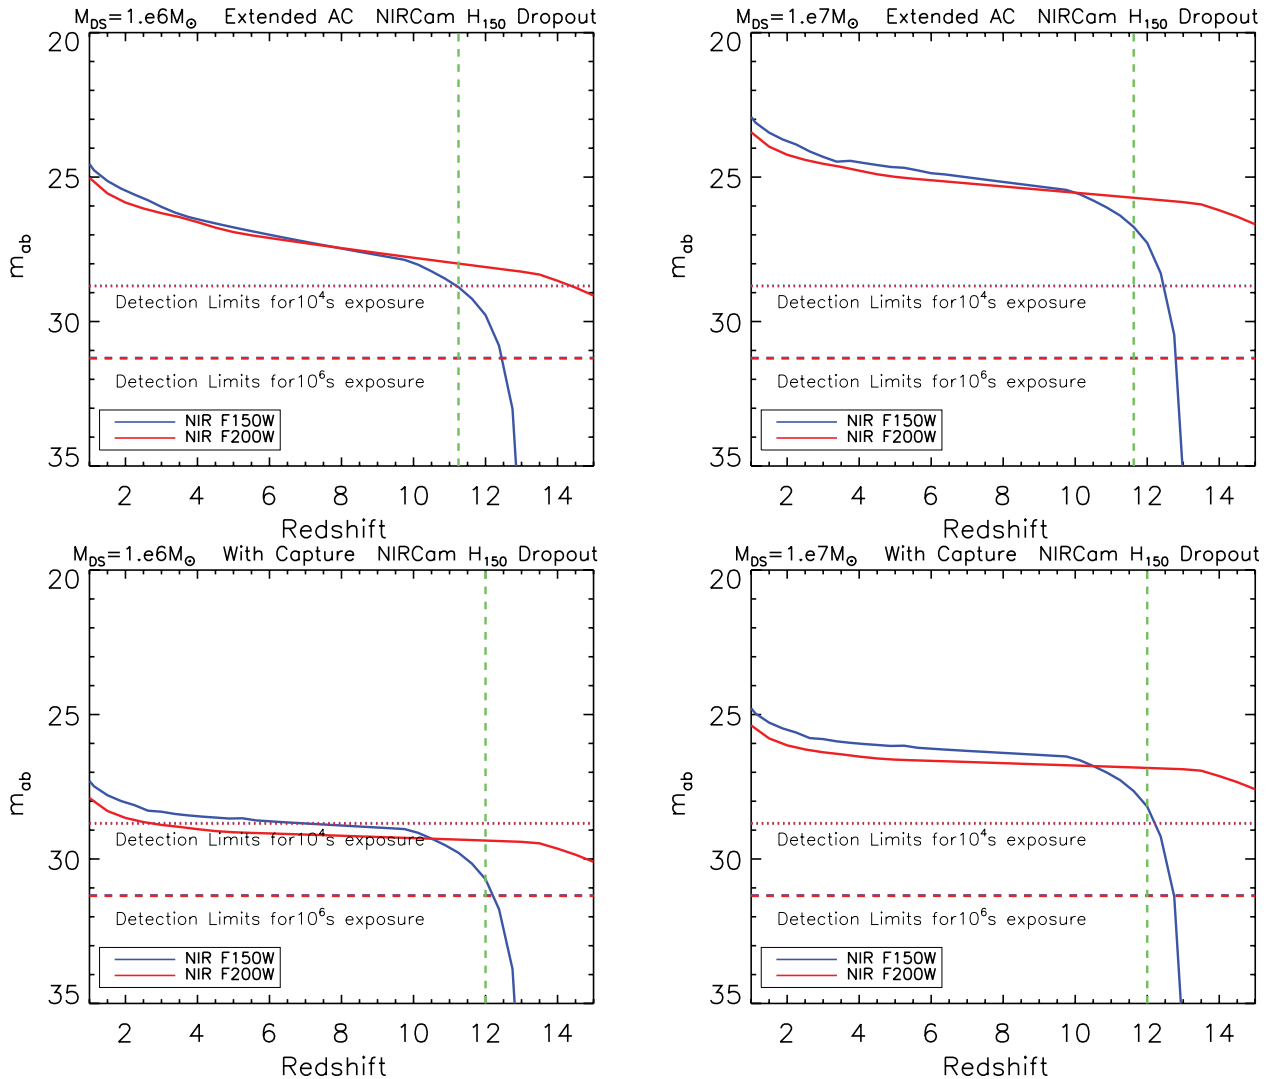 M_DS=1.e6M_⊙ Extended AC NIRCam H_150 Dropout
20
25
30
35
m_ab
Detection Limits for10^4s exposure
Detection Limits for10^6s exposure
NIR F150W
NIR F200W
2 4 6 8 10 12 14
Redshift
M_DS=1.e7M_⊙ Extended AC NIRCam H_150 Dropout
20
25
30
35
m_ab
Detection Limits for10^4s exposure
Detection Limits for10^6s exposure
NIR F150W
NIR F200W
2 4 6 8 10 12 14
Redshift
M_DS=1.e6M_⊙ With Capture NIRCam H_150 Dropout
20
25
30
35
m_ab
Detection Limits for10^4s exposure
Detection Limits for10^6s exposure
NIR F150W
NIR F200W
2 4 6 8 10 12 14
Redshift
M_DS=1.e7M_⊙ With Capture NIRCam H_150 Dropout
20
25
30
35
m_ab
Detection Limits for10^4s exposure
Detection Limits for10^6s exposure
NIR F150W
NIR F200W
2 4 6 8 10 12 14
Redshift